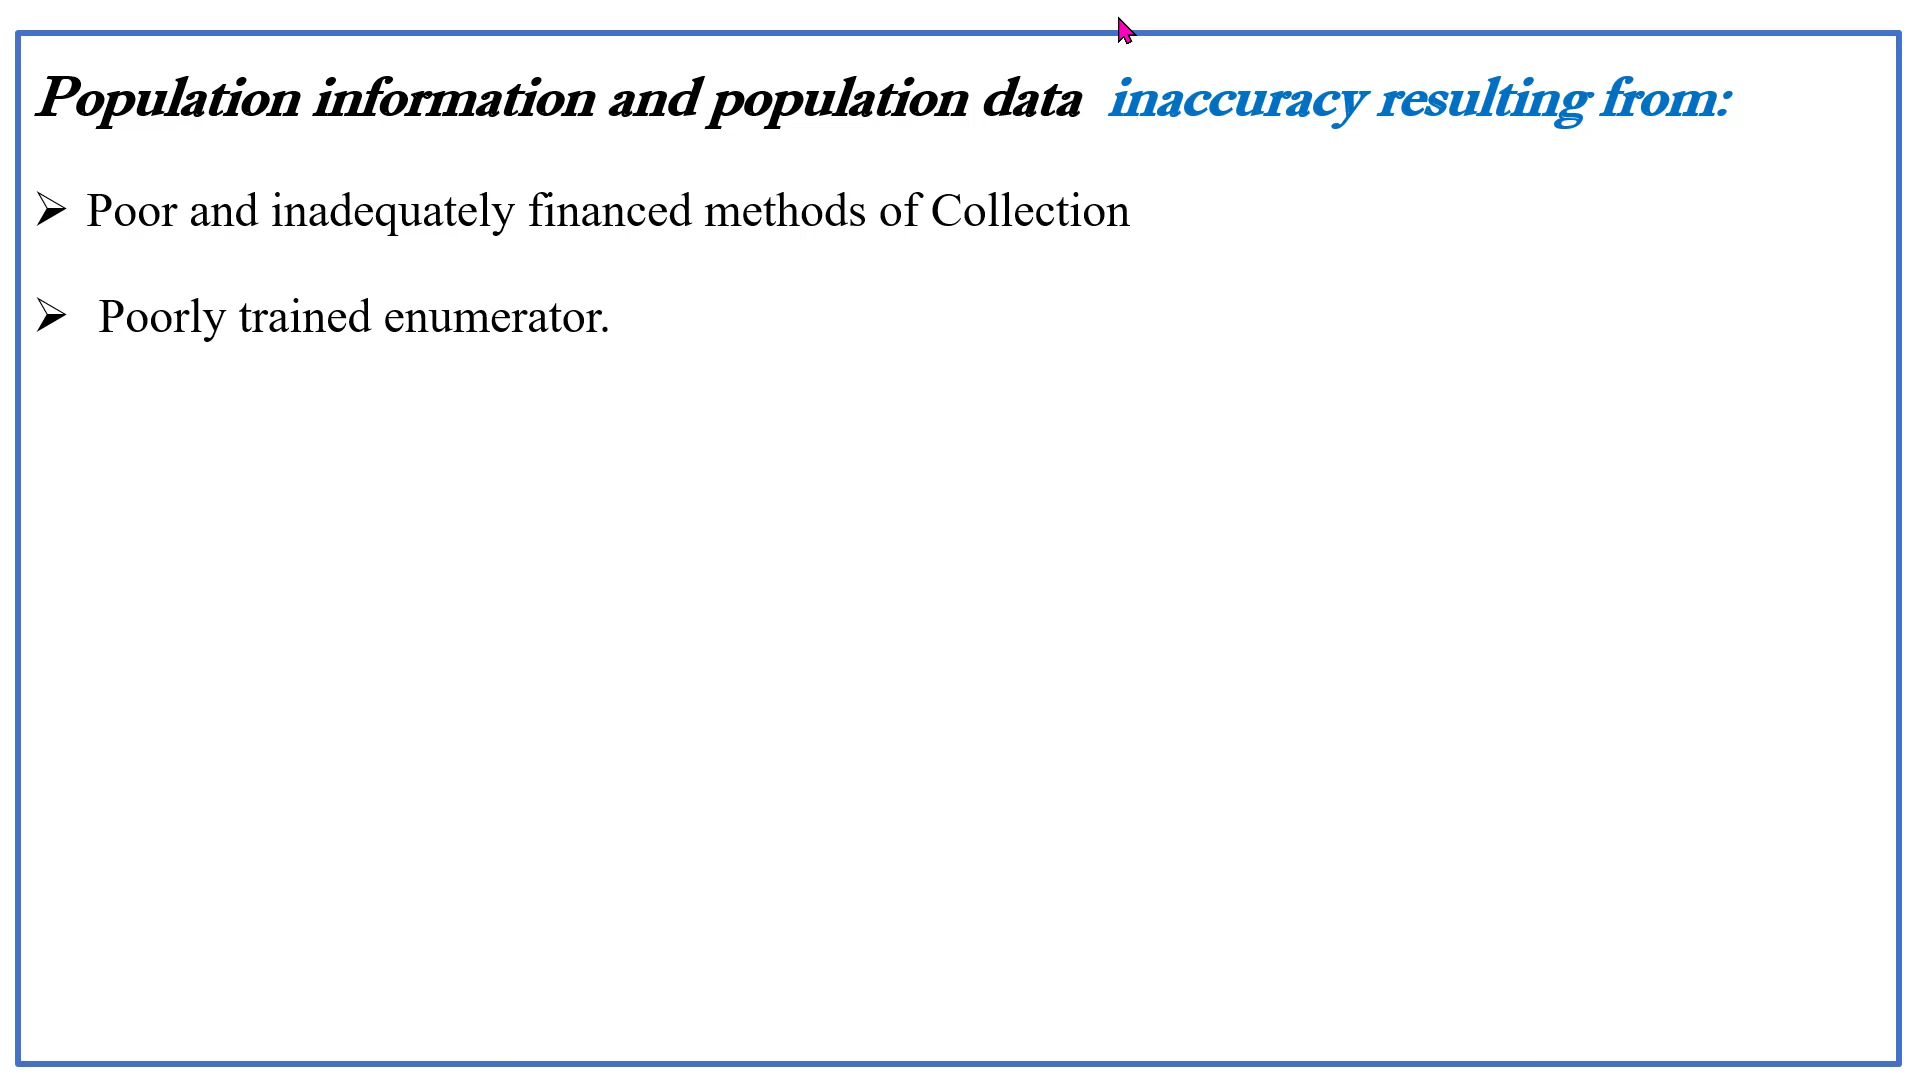 Population information and population data inaccuracy resulting from:
➢ Poor and inadequately financed methods of Collection
➢ Poorly trained enumerator.